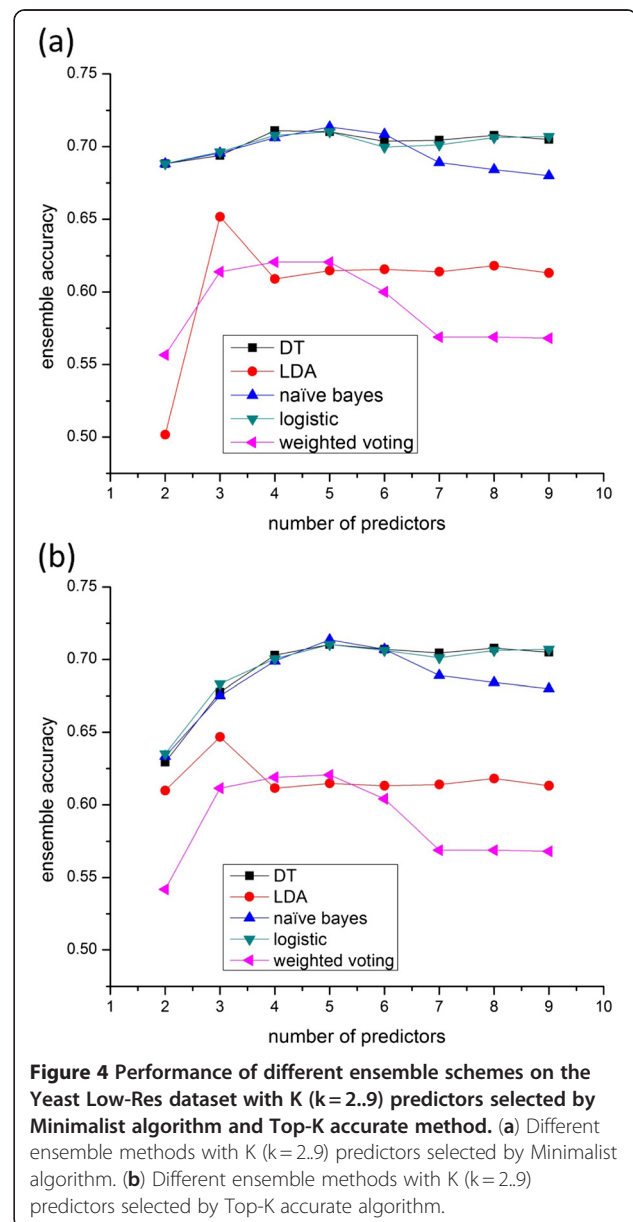 (a)
0.75
0.70
0.65
0.60
0.55
0.50
ensemble accuracy
DT
LDA
naïve bayes
logistic
weighted voting
1 2 3 4 5 6 7 8 9 10
number of predictors
(b)
0.75
0.70
0.65
0.60
0.55
0.50
ensemble accuracy
DT
LDA
naïve bayes
logistic
weighted voting
1 2 3 4 5 6 7 8 9 10
number of predictors
Figure 4 Performance of different ensemble schemes on the
Yeast Low-Res dataset with K (k = 2..9) predictors selected by
Minimalist algorithm and Top-K accurate method. (a) Different
ensemble methods with K (k = 2..9) predictors selected by Minimalist
algorithm. (b) Different ensemble methods with K (k = 2..9)
predictors selected by Top-K accurate algorithm.